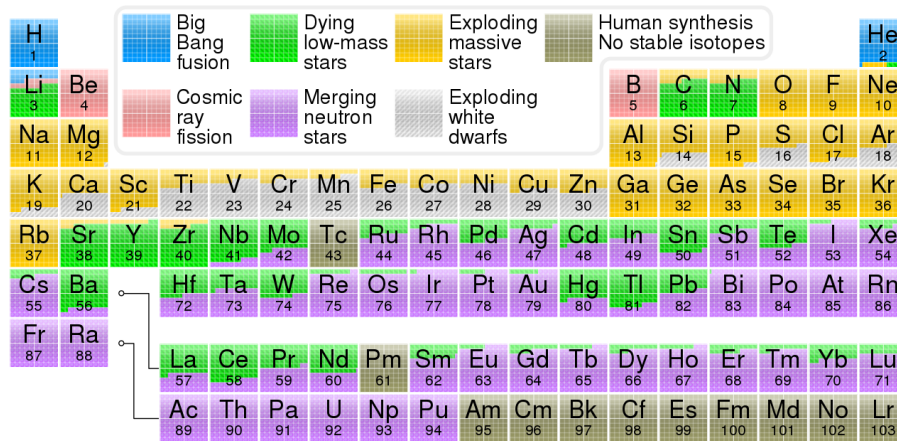 H He
1 2
Big Bang fusion
Dying low-mass stars
Exploding massive stars
Human synthesis
No stable isotopes
Cosmic ray fission
Merging neutron stars
Exploding white dwarfs
Li Be B C N O F Ne
3 4 5 6 7 8 9 10
Na Mg Al Si P S Cl Ar
11 12 13 14 15 16 17 18
K Ca Sc Ti V Cr Mn Fe Co Ni Cu Zn Ga Ge As Se Br Kr
19 20 21 22 23 24 25 26 27 28 29 30 31 32 33 34 35 36
Rb Sr Y Zr Nb Mo Tc Ru Rh Pd Ag Cd In Sn Sb Te I Xe
37 38 39 40 41 42 43 44 45 46 47 48 49 50 51 52 53 54
Cs Ba Hf Ta W Re Os Ir Pt Au Hg Tl Pb Bi Po At Rn
55 56 72 73 74 75 76 77 78 79 80 81 82 83 84 85 86
Fr Ra
87 88
La Ce Pr Nd Pm Sm Eu Gd Tb Dy Ho Er Tm Yb Lu
57 58 59 60 61 62 63 64 65 66 67 68 69 70 71
Ac Th Pa U Np Pu Am Cm Bk Cf Es Fm Md No Lr
89 90 91 92 93 94 95 96 97 98 99 100 101 102 103